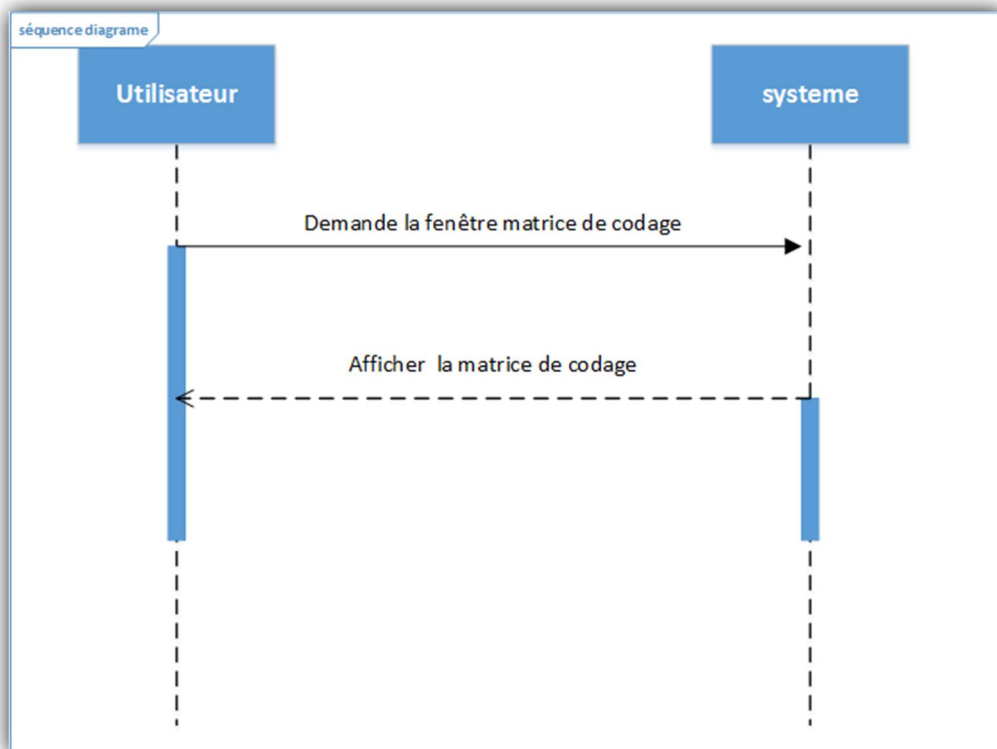 séquence diagrame
Utilisateur
systeme
Demande la fenêtre matrice de codage
Afficher la matrice de codage